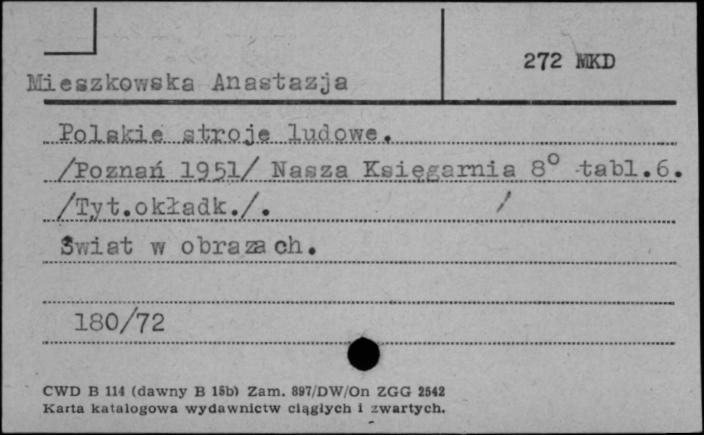 272 MKD
Mieszkowska Anastazja
Polskie stroje ludowe.
/Poznań 1951/ Nasza Księgarnia 8° tabl.6.
/Tyt.okładk./.
Świat w obrazach.
180/72
CWD B 114 (dawny B 15b) Zam. 897/DW/On ZGG 2542
Karta katalogowa wydawnictw ciągłych i zwartych.